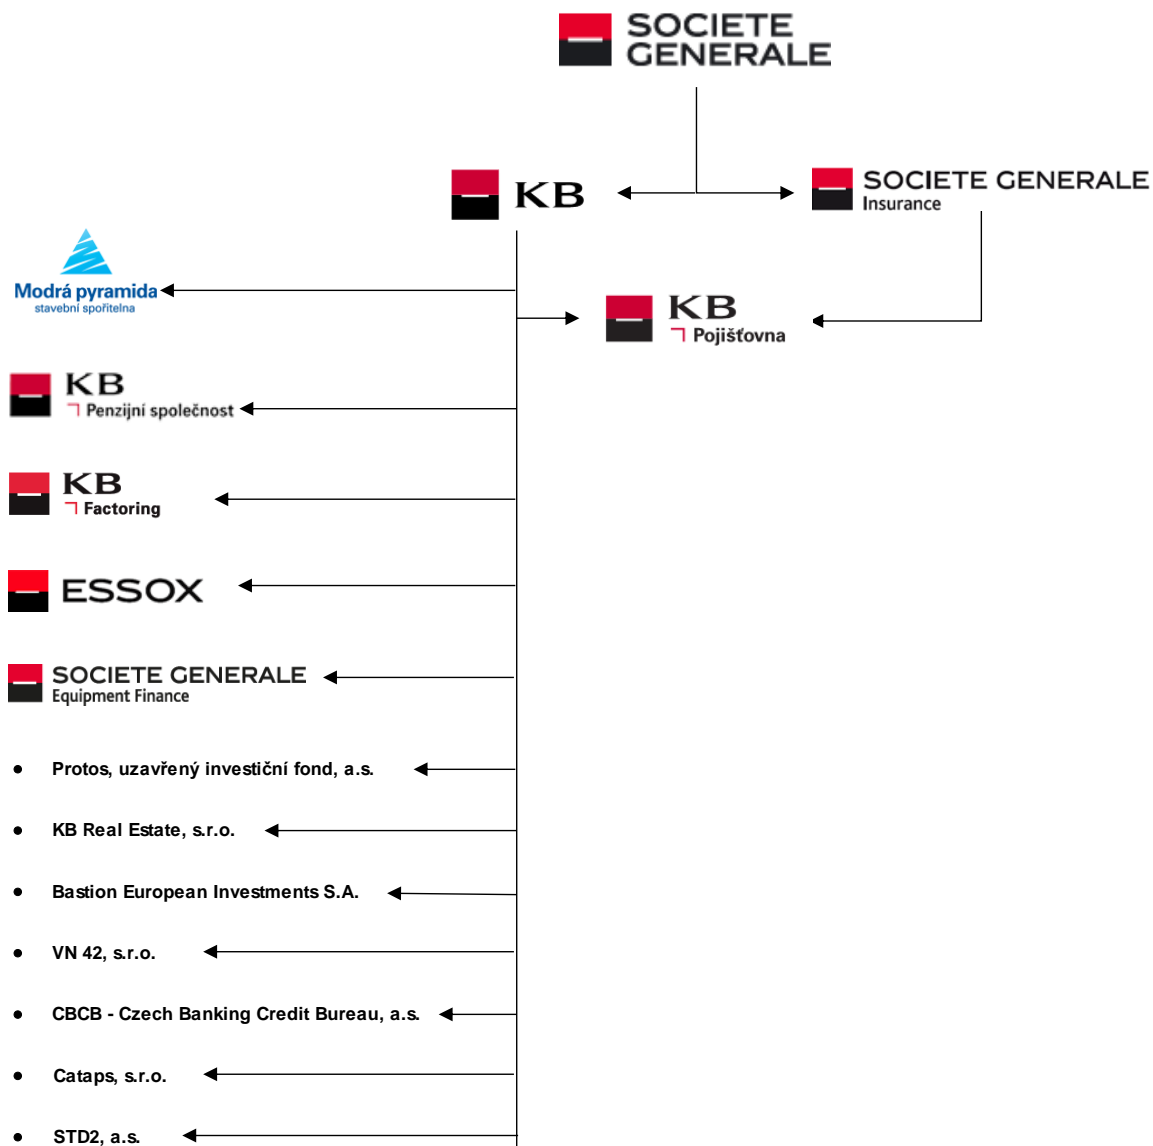 SOCIETE
GENERALE
KB
SOCIETE GENERALE
Insurance
Modrá pyramida
stavební spořitelna
KB
Pojišťovna
KB
Penzijní společnost
KB
Factoring
ESSOX
SOCIETE GENERALE
Equipment Finance
• Protos, uzavřený investiční fond, a.s.
• KB Real Estate, s.r.o.
• Bastion European Investments S.A.
• VN 42, s.r.o.
• CBCB - Czech Banking Credit Bureau, a.s.
• Cataps, s.r.o.
• STD2, a.s.